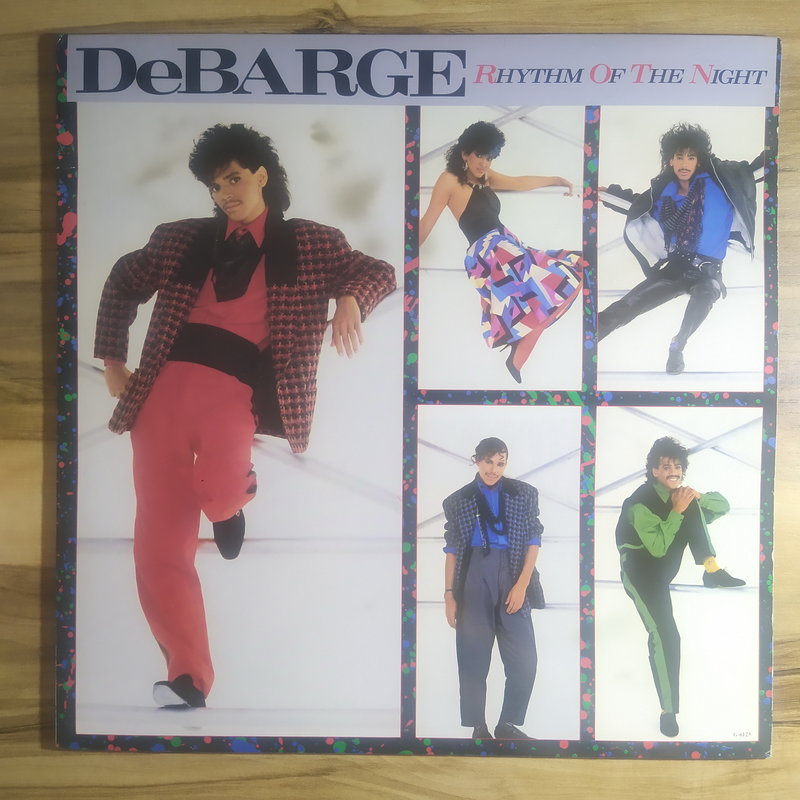 DeBARGE RHYTHM OF THE NIGHT